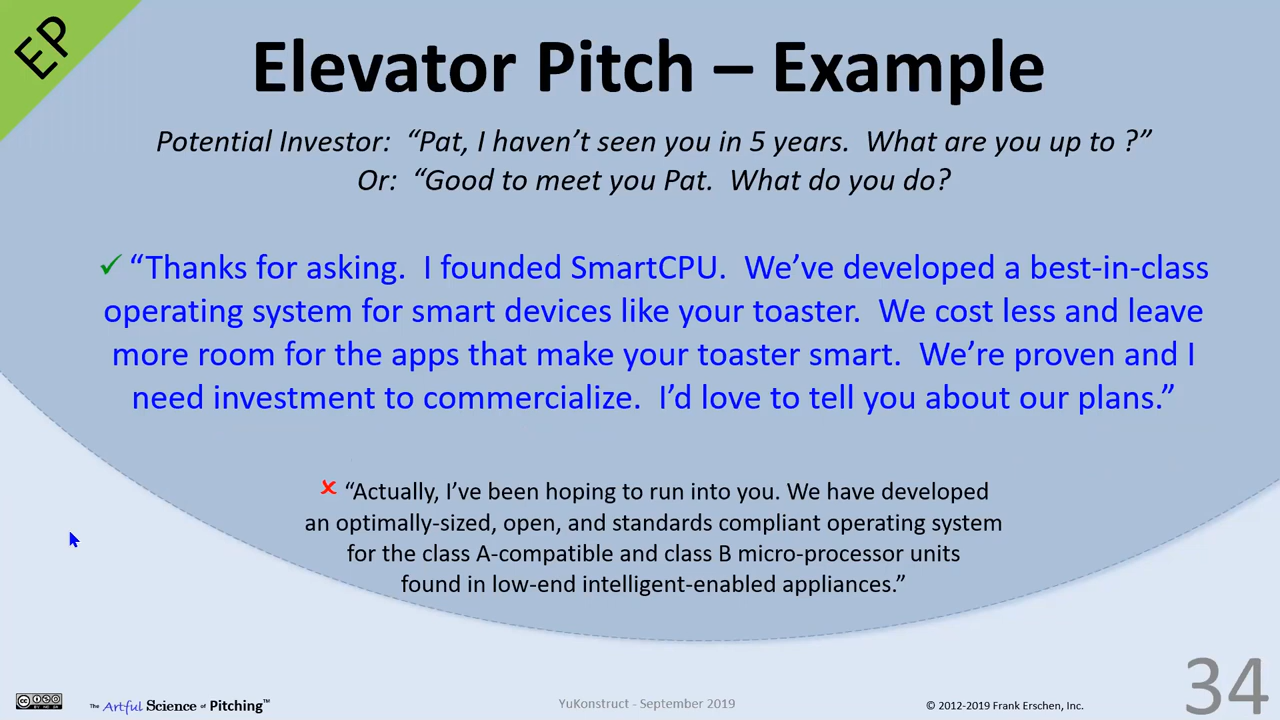 EP
Elevator Pitch – Example
Potential Investor:  “Pat, I haven’t seen you in 5 years.  What are you up to ?”
Or:  “Good to meet you Pat.  What do you do?
✓ “Thanks for asking.  I founded SmartCPU.  We’ve developed a best-in-class
operating system for smart devices like your toaster.  We cost less and leave
more room for the apps that make your toaster smart.  We’re proven and I
need investment to commercialize.  I’d love to tell you about our plans.”
✘ “Actually, I’ve been hoping to run into you. We have developed
an optimally-sized, open, and standards compliant operating system
for the class A-compatible and class B micro-processor units
found in low-end intelligent-enabled appliances.”
The Artful Science of Pitching™
YuKonstruct - September 2019
© 2012-2019 Frank Erschen, Inc.
34